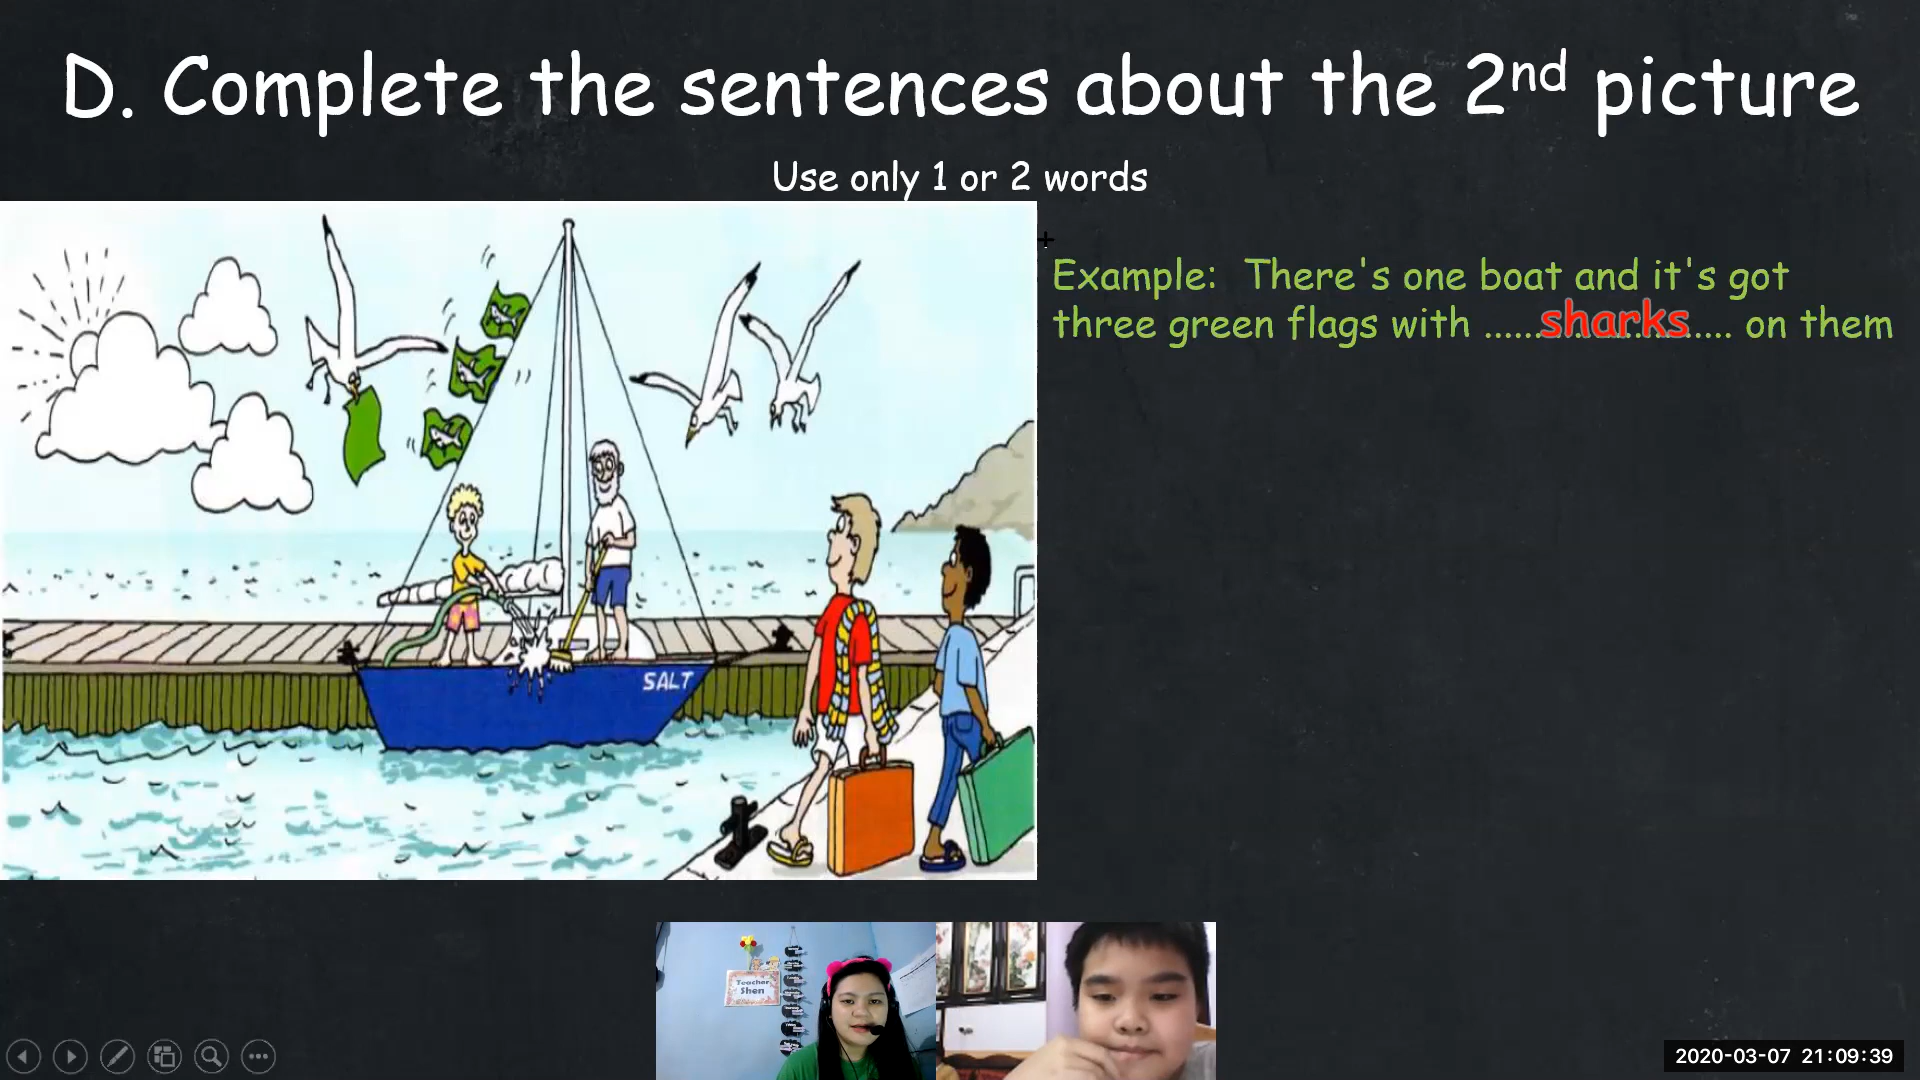 D. Complete the sentences about the 2nd picture
Use only 1 or 2 words
Example: There's one boat and it's got
three green flags with ......sharks.... on them
SALT
Teacher
Shen
2020-03-07 21:09:39